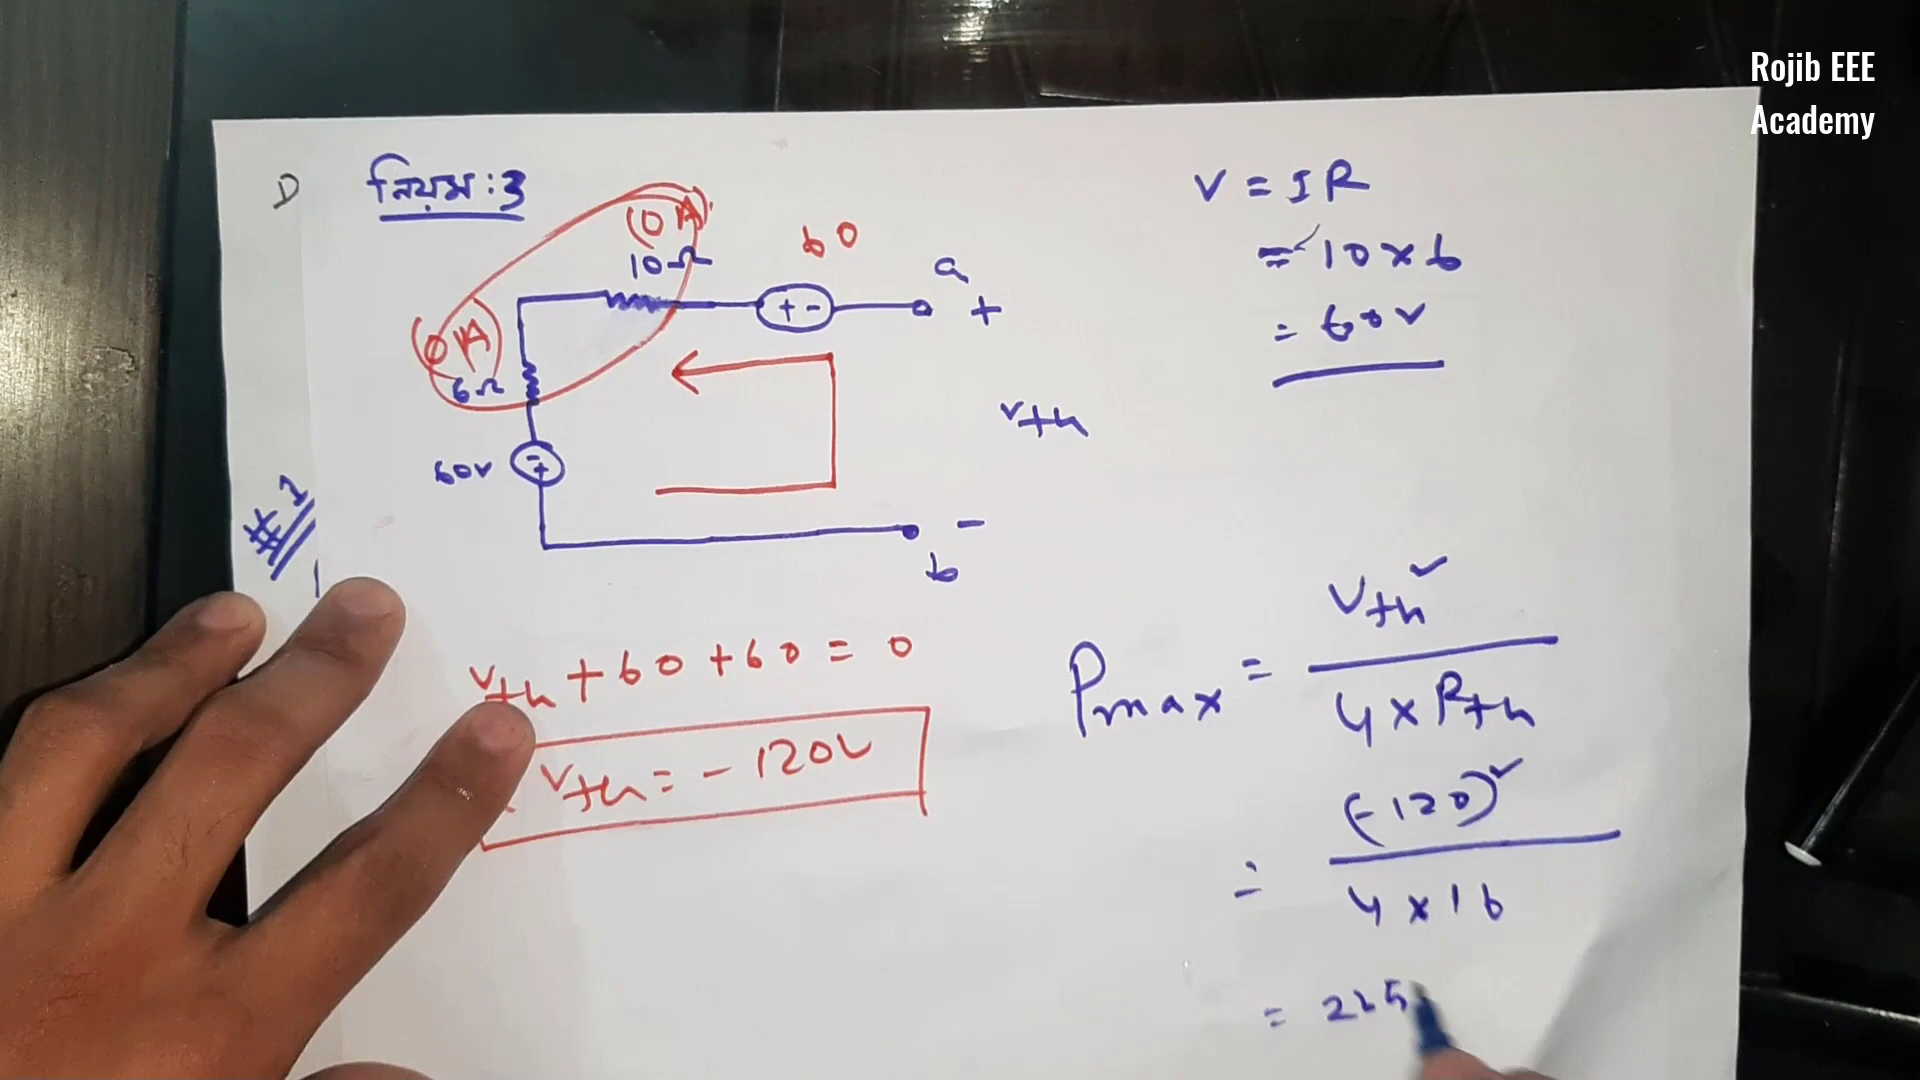 Rojib EEE
Academy
D
নিয়ম:3
(0A)
10Ω
60
+ -
a
+
(0A)
6Ω
60V
- +
Vth
-
b
#1
V = IR
= 10 × 6
= 60V
Vth + 60 + 60 = 0
Vth = - 120V
Pmax = Vth² / 4 × Rth
= (-120)² / 4 × 16
= 225